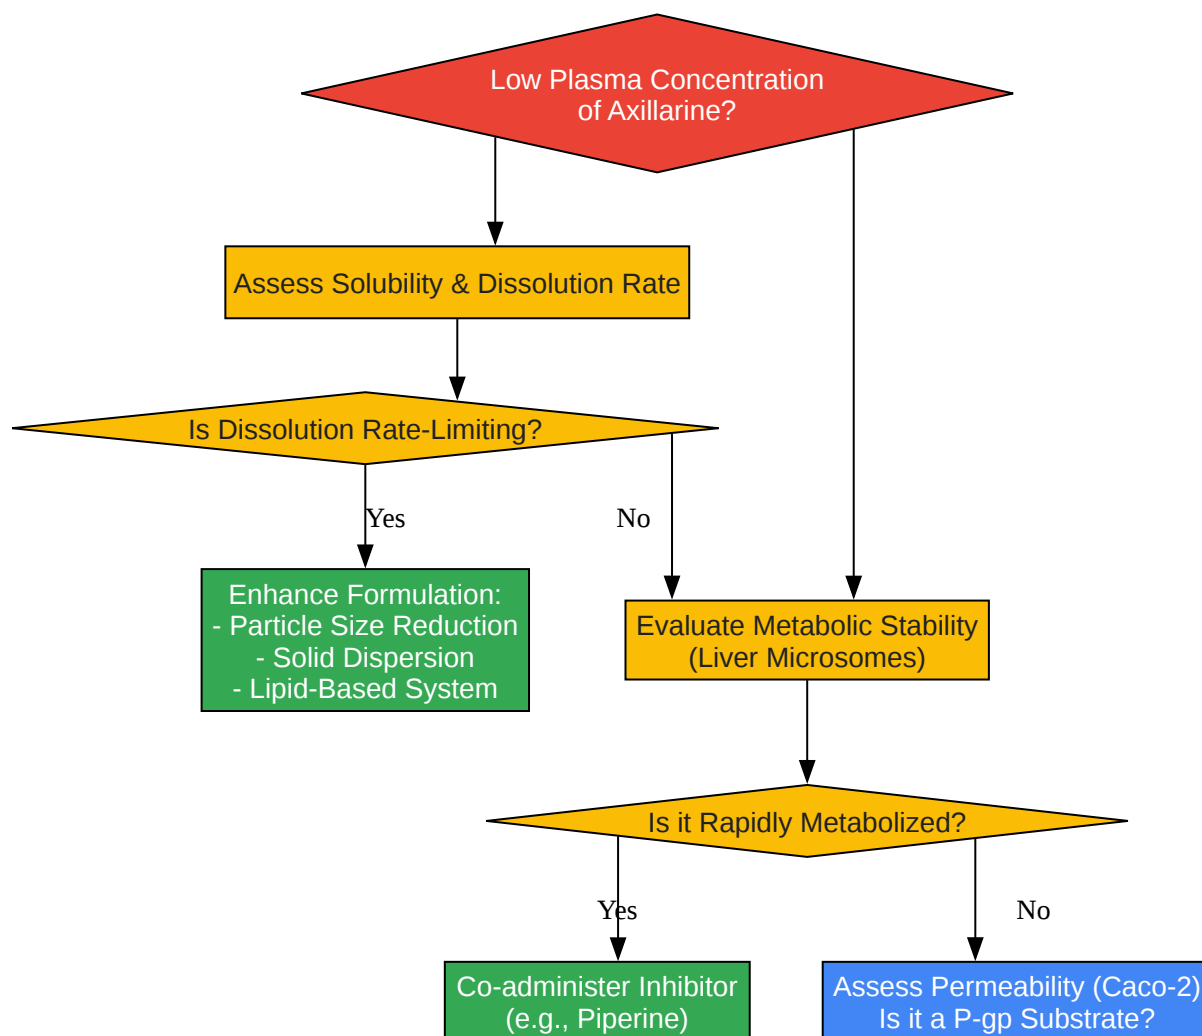 Low Plasma Concentration
of Axillarine?
Assess Solubility & Dissolution Rate
Is Dissolution Rate-Limiting?
Yes
No
Enhance Formulation:
- Particle Size Reduction
- Solid Dispersion
- Lipid-Based System
Evaluate Metabolic Stability
(Liver Microsomes)
Is it Rapidly Metabolized?
Yes
No
Co-administer Inhibitor
(e.g., Piperine)
Assess Permeability (Caco-2)
Is it a P-gp Substrate?